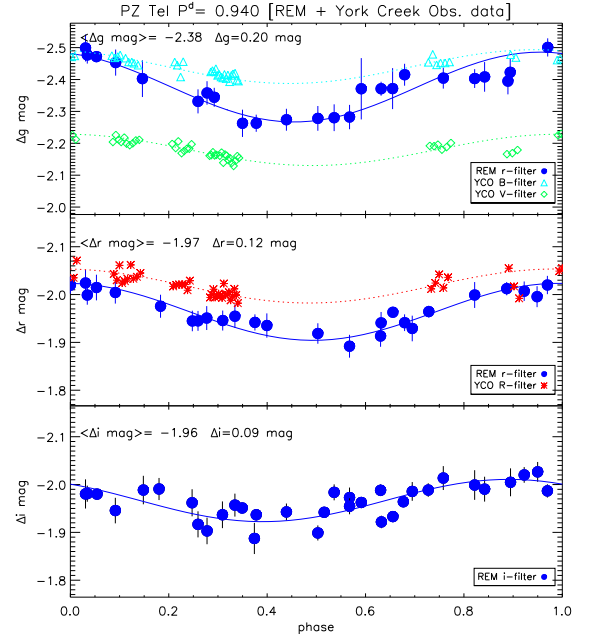 PZ Tel P^d= 0.940 [REM + York Creek Obs. data]
<Δg mag>= −2.38 Δg=0.20 mag
−2.5
−2.4
−2.3
−2.2
−2.1
−2.0
Δg mag
REM r-filter
YCO B-filter
YCO V-filter
<Δr mag>= −1.97 Δr=0.12 mag
−2.1
−2.0
−1.9
−1.8
Δr mag
REM r-filter
YCO R-filter
<Δi mag>= −1.96 Δi=0.09 mag
−2.1
−2.0
−1.9
−1.8
Δi mag
REM i-filter
0.0 0.2 0.4 0.6 0.8 1.0
phase